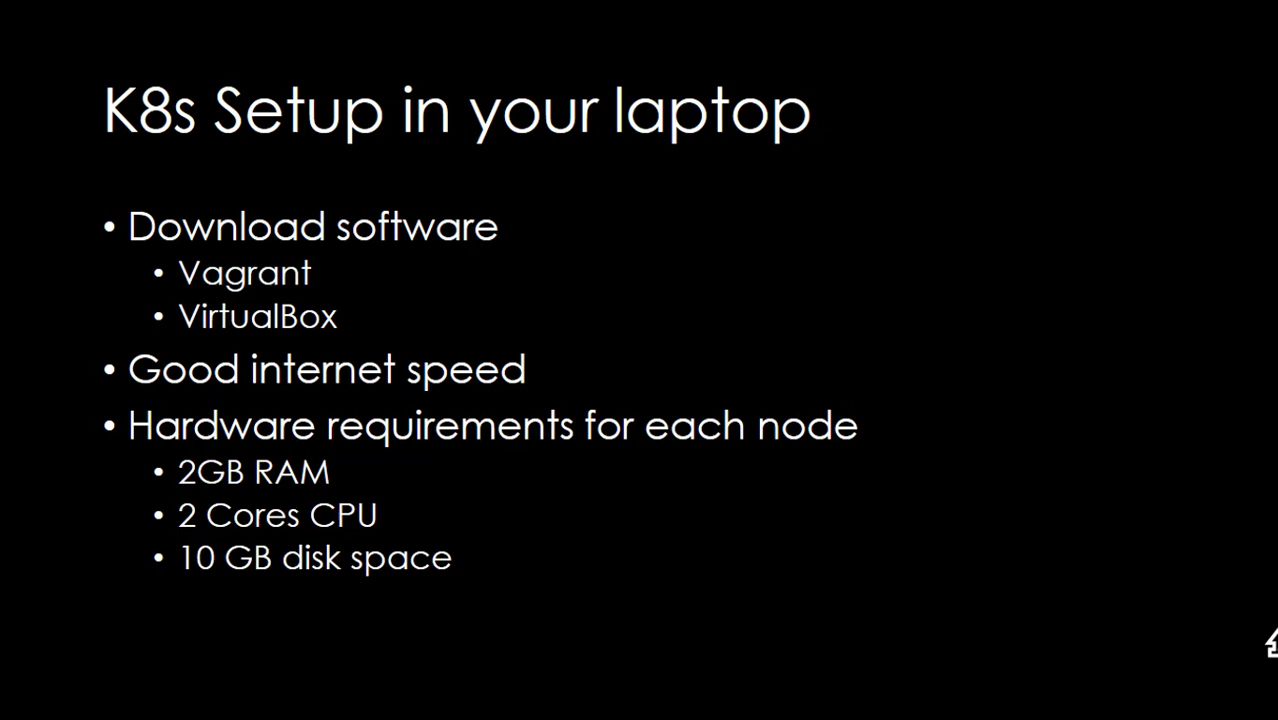 K8s Setup in your laptop
• Download software
• Vagrant
• VirtualBox
• Good internet speed
• Hardware requirements for each node
• 2GB RAM
• 2 Cores CPU
• 10 GB disk space